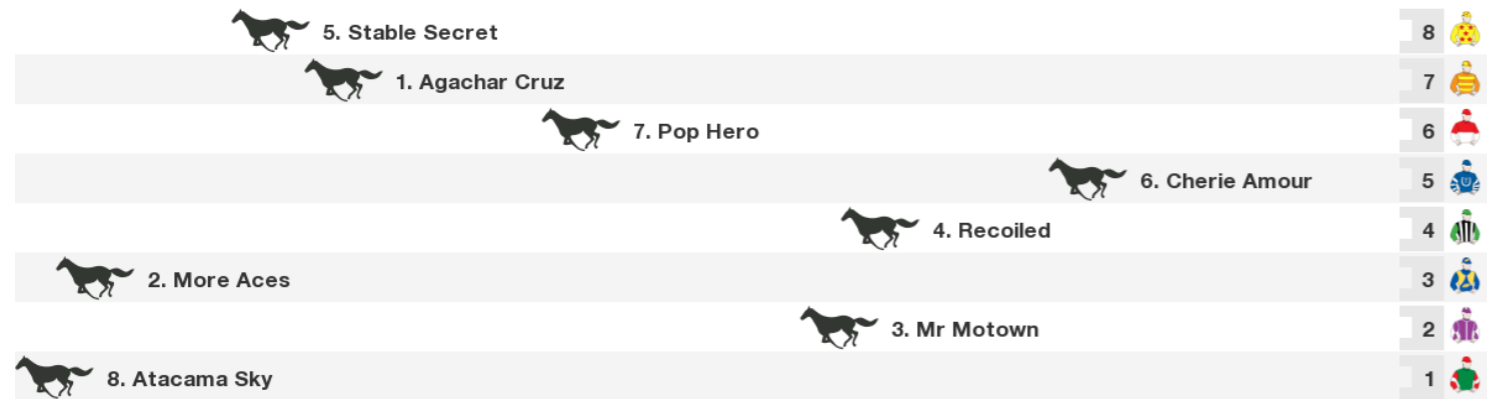 5. Stable Secret 8
1. Agachar Cruz 7
7. Pop Hero 6
6. Cherie Amour 5
4. Recoiled 4
2. More Aces 3
3. Mr Motown 2
8. Atacama Sky 1